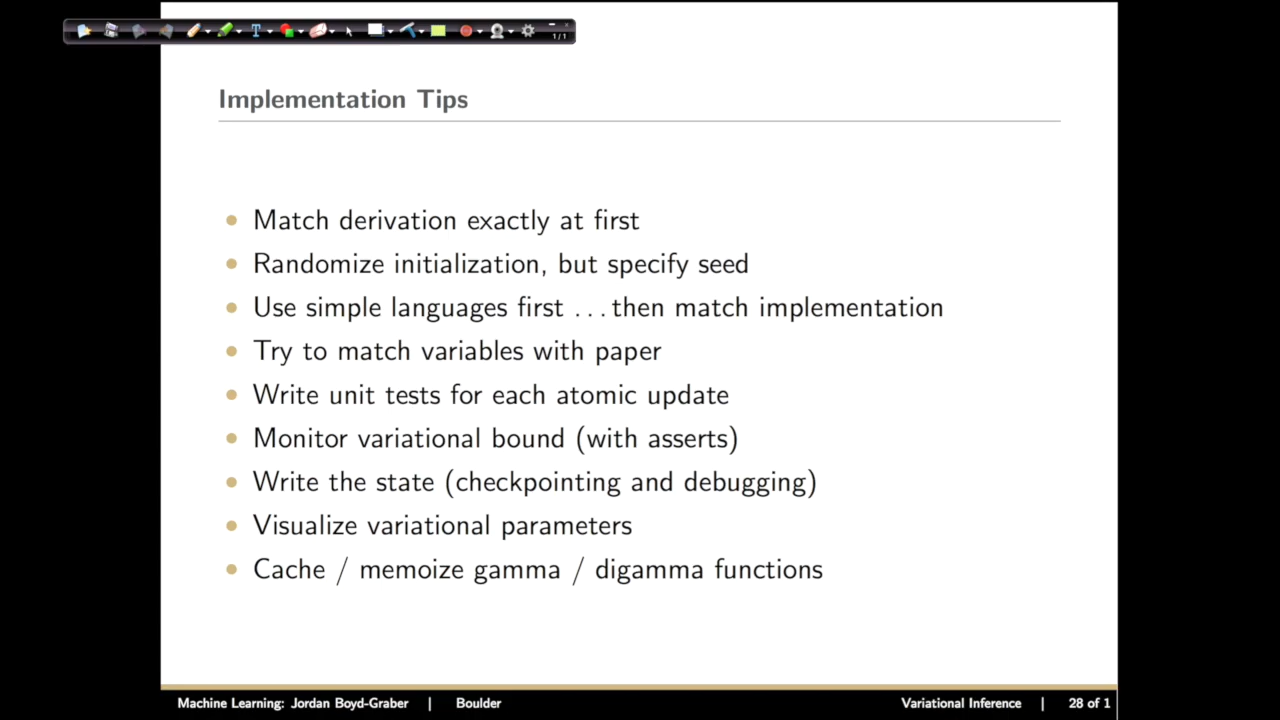 1/1
Implementation Tips
• Match derivation exactly at first
• Randomize initialization, but specify seed
• Use simple languages first ...then match implementation
• Try to match variables with paper
• Write unit tests for each atomic update
• Monitor variational bound (with asserts)
• Write the state (checkpointing and debugging)
• Visualize variational parameters
• Cache / memoize gamma / digamma functions
Machine Learning: Jordan Boyd-Graber | Boulder Variational Inference | 28 of 1